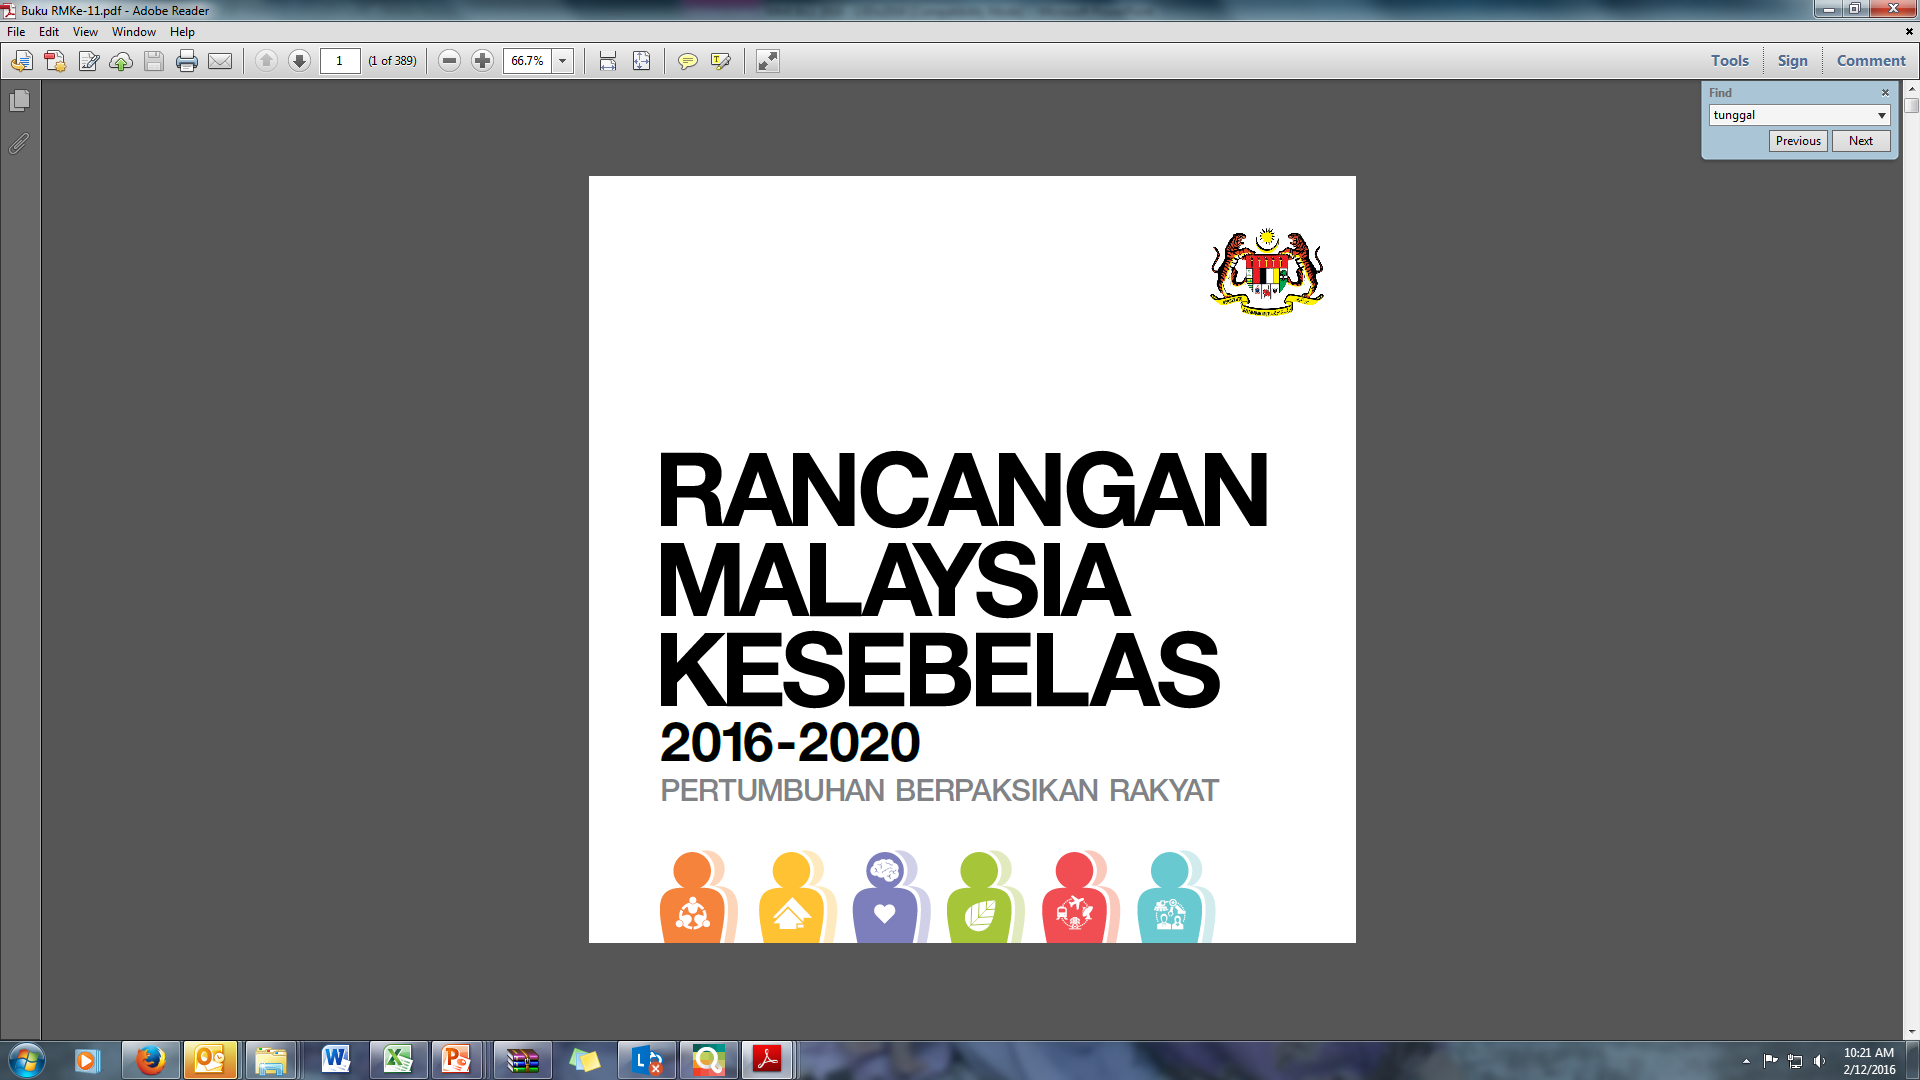 Buku RMKe-11.pdf - Adobe Reader
File Edit View Window Help
1 (1 of 389) 66.7% Tools Sign Comment
Find
tunggal
Previous Next
RANCANGAN
MALAYSIA
KESEBELAS
2016-2020
PERTUMBUHAN BERPAKSIKAN RAKYAT
10:21 AM
2/12/2016